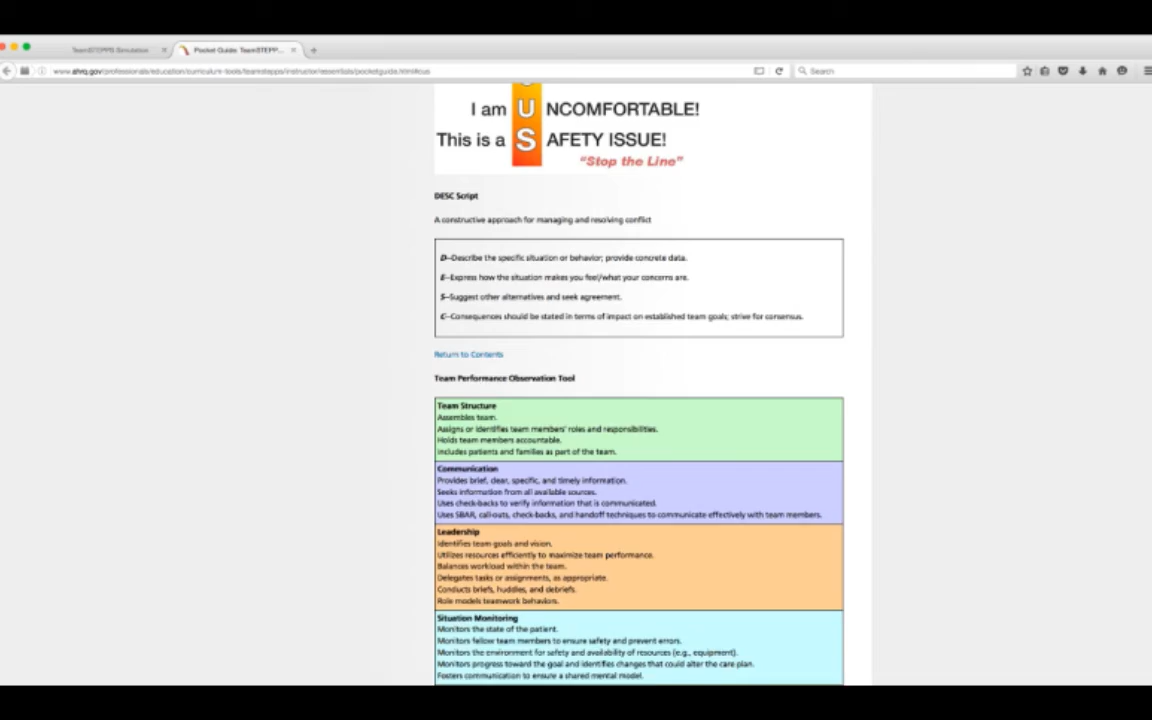 TeamSTEPPS Simulation
Pocket Guide: TeamSTEPP...
www.ahrq.gov/professionals/education/curriculum-tools/teamstepps/instructor/essentials/pocketguide.html#cus
Search
I am UNCOMFORTABLE!
This is a SAFETY ISSUE!
"Stop the Line"
DESC Script
A constructive approach for managing and resolving conflict
D—Describe the specific situation or behavior; provide concrete data.
E—Express how the situation makes you feel/what your concerns are.
S—Suggest other alternatives and seek agreement.
C—Consequences should be stated in terms of impact on established team goals; strive for consensus.
Return to Contents
Team Performance Observation Tool
Team Structure
Assembles team.
Assigns or identifies team members' roles and responsibilities.
Holds team members accountable.
Includes patients and families as part of the team.
Communication
Provides brief, clear, specific, and timely information.
Seeks information from all available sources.
Uses check-backs to verify information that is communicated.
Uses SBAR, call-outs, check-backs, and handoff techniques to communicate effectively with team members.
Leadership
Identifies team goals and vision.
Utilizes resources efficiently to maximize team performance.
Balances workload within the team.
Delegates tasks or assignments, as appropriate.
Conducts briefs, huddles, and debriefs.
Role models teamwork behaviors.
Situation Monitoring
Monitors the state of the patient.
Monitors fellow team members to ensure safety and prevent errors.
Monitors the environment for safety and availability of resources (e.g., equipment).
Monitors progress toward the goal and identifies changes that could alter the care plan.
Fosters communication to ensure a shared mental model.